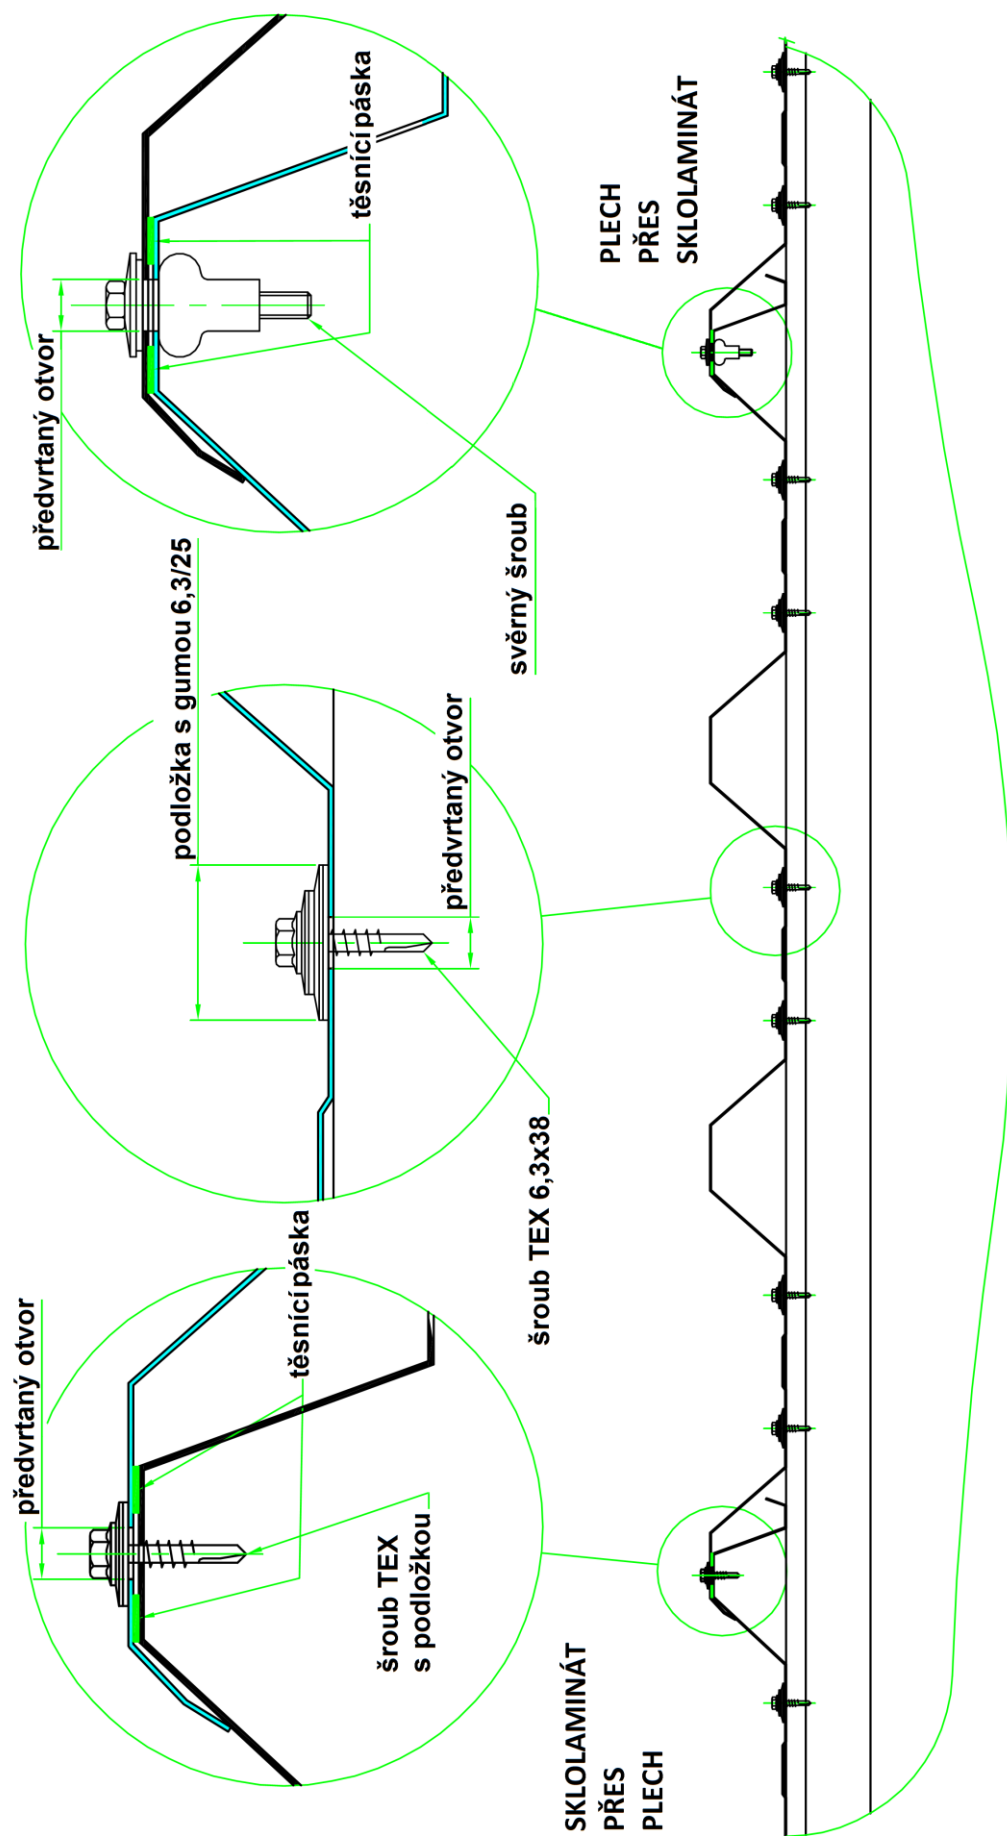 předvrtaný otvor
těsnící páska
šroub TEX
s podložkou
SKLOLAMINÁT
PŘES
PLECH
podložka s gumou 6,3/25
předvrtaný otvor
šroub TEX 6,3x38
předvrtaný otvor
těsnící páska
svěrný šroub
PLECH
PŘES
SKLOLAMINÁT